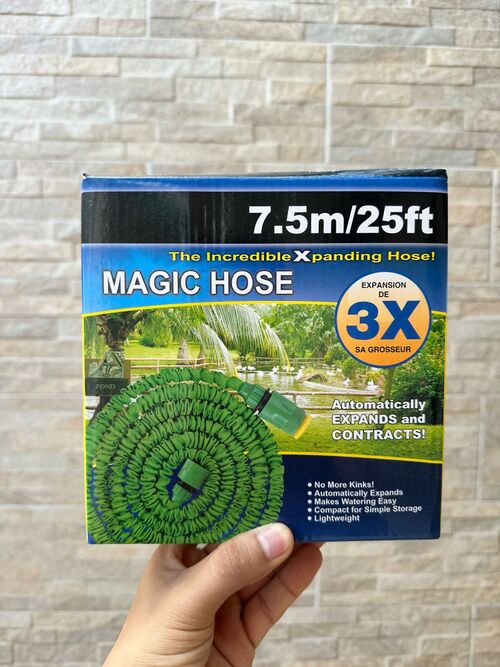 7.5m/25ft
The Incredible Xpanding Hose!
MAGIC HOSE
EXPANSION
DE
3X
SA GROSSEUR
POND
Automatically
EXPANDS and
CONTRACTS!
• No More Kinks!
• Automatically Expands
• Makes Watering Easy
• Compact for Simple Storage
• Lightweight